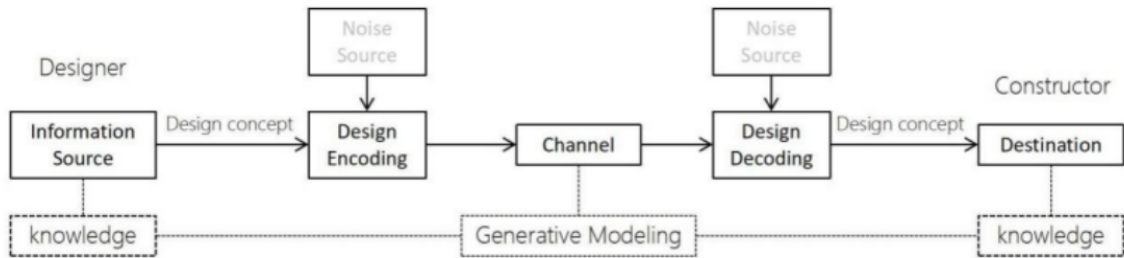 Noise
Source
Noise
Source
Designer
Constructor
Information
Source
Design concept
Design
Encoding
Channel
Design
Decoding
Design concept
Destination
knowledge
Generative Modeling
knowledge